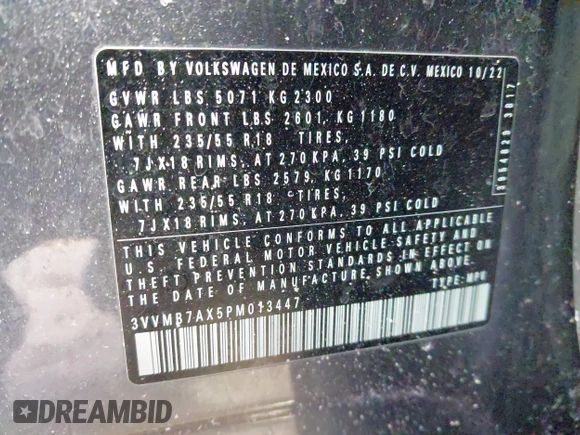 MFD BY VOLKSWAGEN DE MEXICO S.A. DE C.V. MEXICO 10/22
GVWR LBS 5071 KG 2300
GAWR FRONT LBS 2601, KG 1180
WITH 235/55 R18 TIRES,
7JX18 RIMS, AT 270 KPA, 39 PSI COLD
GAWR REAR LBS 2579, KG 1170
WITH 235/55 R18 TIRES,
7JX18 RIMS, AT 270 KPA, 39 PSI COLD
THIS VEHICLE CONFORMS TO ALL APPLICABLE
U.S. FEDERAL MOTOR VEHICLE SAFETY AND
THEFT PREVENTION STANDARDS IN EFFECT ON
THE DATE OF MANUFACTURE SHOWN ABOVE.
TYPE: MPV
3VVMB7AX5PM013447
DREAMBID